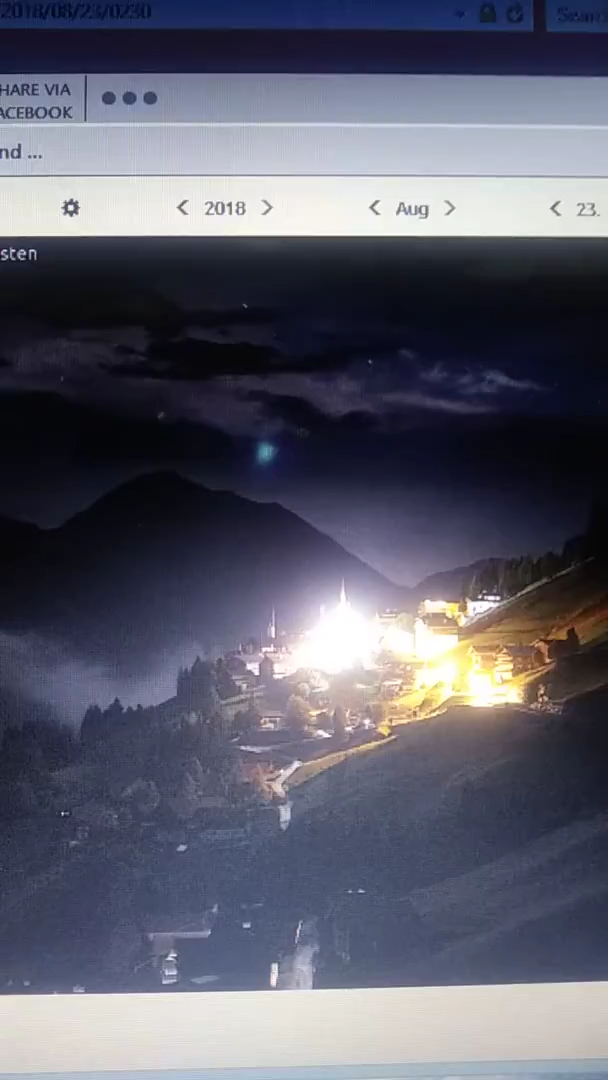 2018/08/23/0230
HARE VIA
ACEBOOK
nd ...
2018
Aug
23.
sten